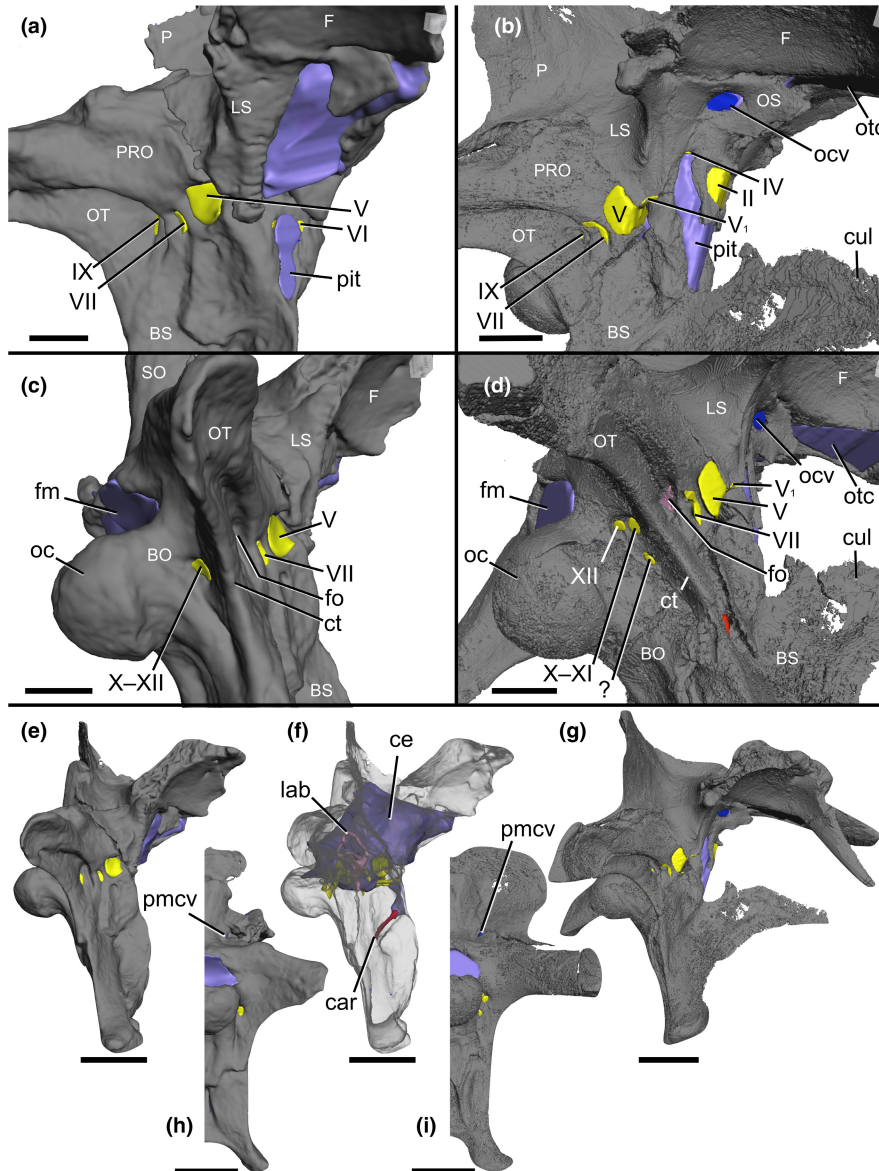 (a)
P
F
LS
PRO
OT
V
VI
IX
VII
pit
BS
(b)
P
F
OS
otc
LS
ocv
PRO
IV
II
V
V₁
OT
pit
cul
IX
VII
BS
(c)
SO
F
OT
LS
fm
V
oc
BO
VII
fo
ct
X–XII
BS
(d)
LS
F
OT
ocv
otc
fm
V₁
V
VII
cul
oc
XII
fo
ct
X–XI
BO
?
BS
(e)
(f)
ce
lab
car
(g)
pmcv
(h)
pmcv
(i)